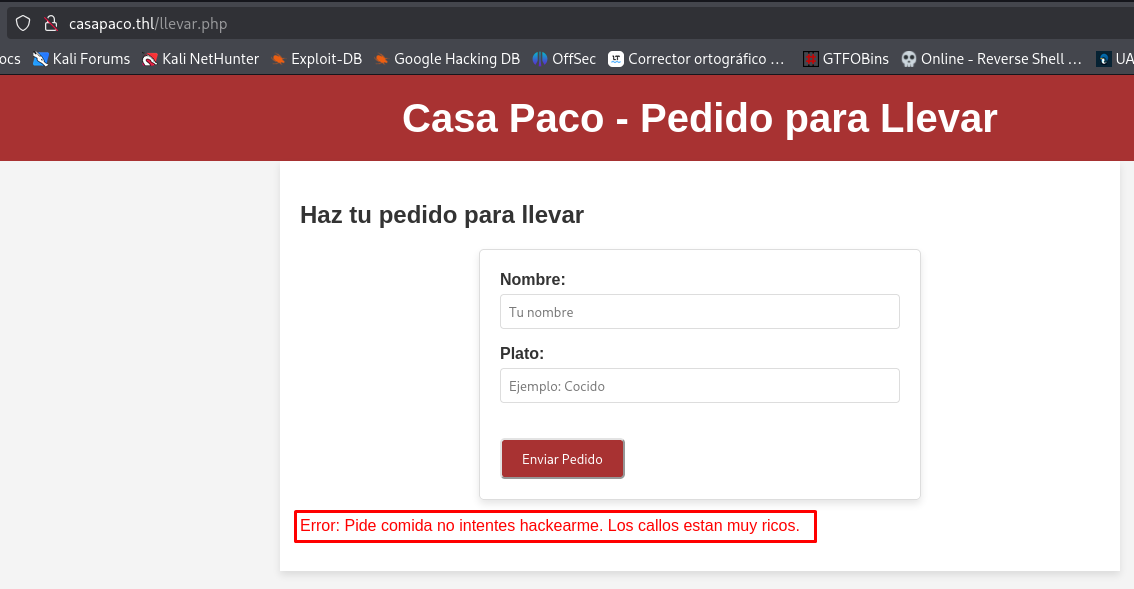 casapaco.thl/llevar.php
ocs Kali Forums Kali NetHunter Exploit-DB Google Hacking DB OffSec LT Corrector ortográfico ... GTFOBins Online - Reverse Shell ... UA
Casa Paco - Pedido para Llevar
Haz tu pedido para llevar
Nombre:
Tu nombre
Plato:
Ejemplo: Cocido
Enviar Pedido
Error: Pide comida no intentes hackearme. Los callos estan muy ricos.